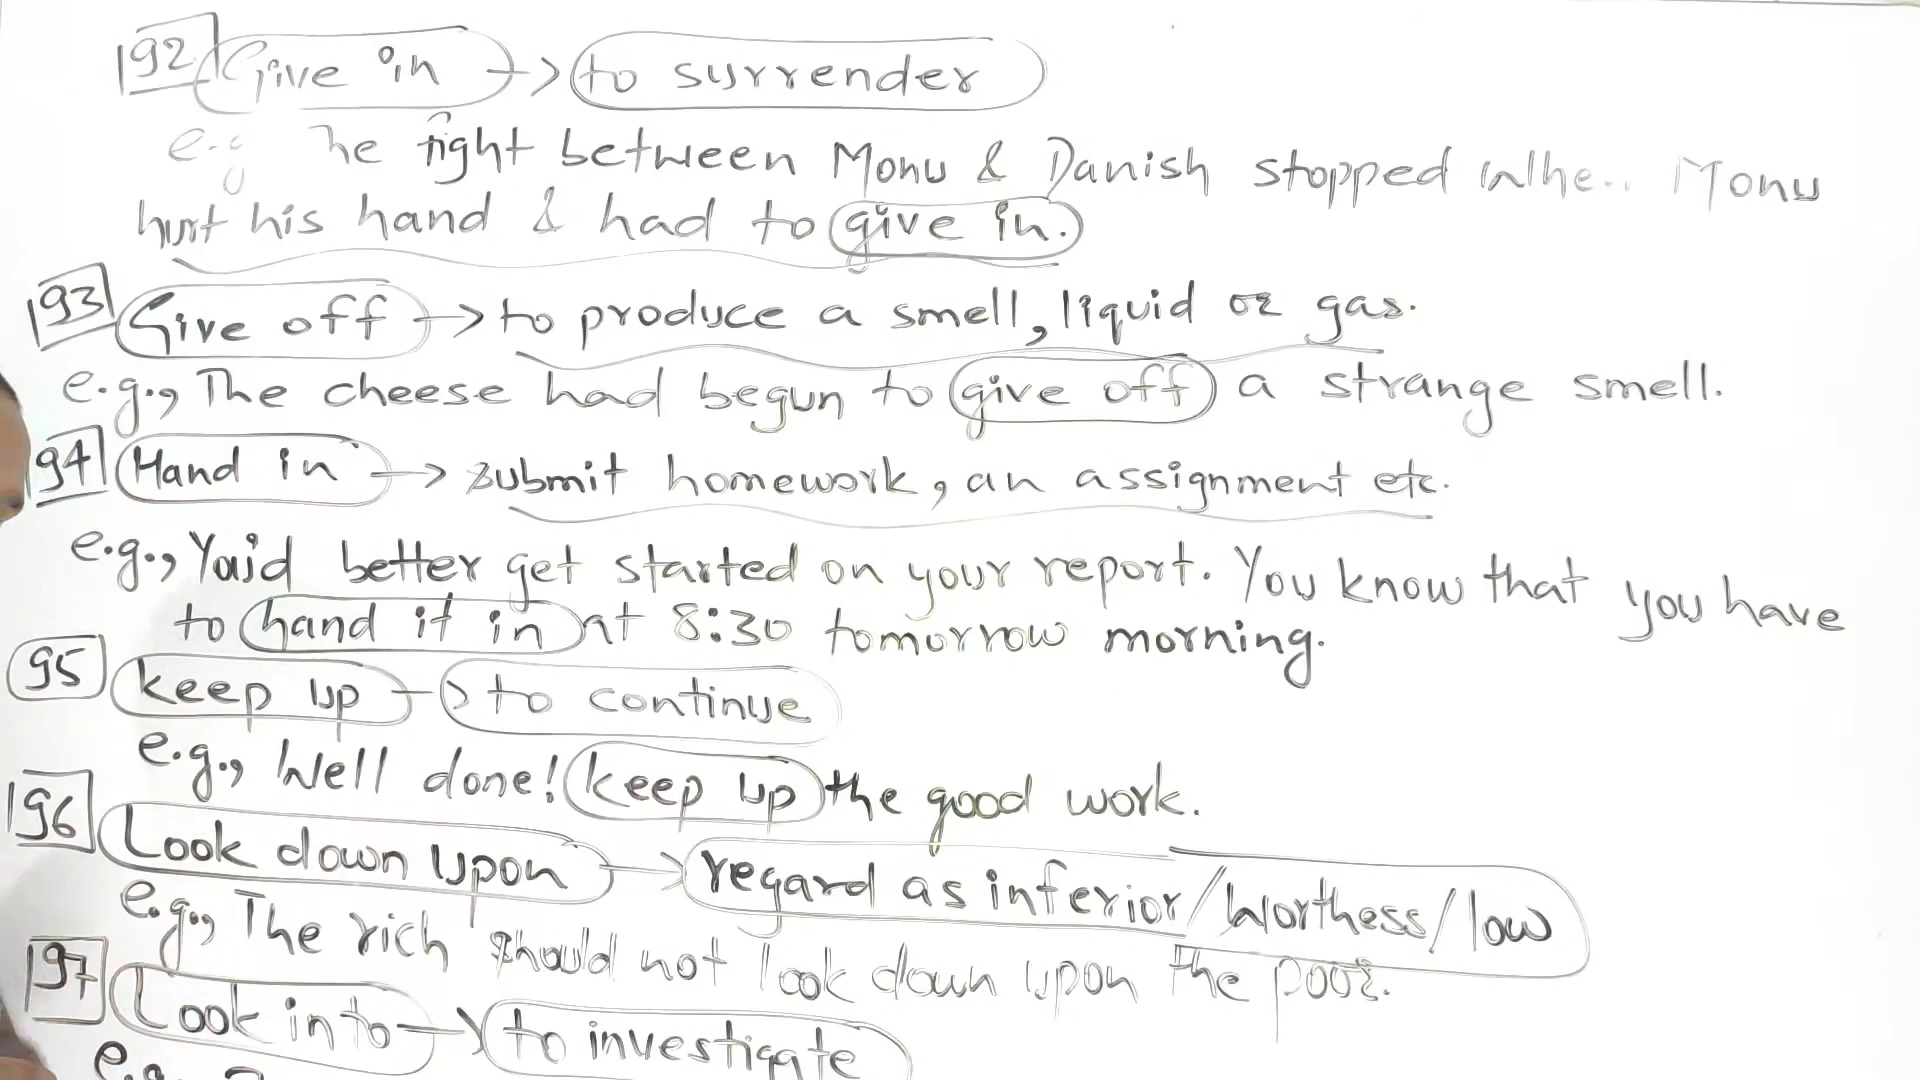 92 Give in → to surrender
e.g. The fight between Monu & Danish stopped Whe.. Monu
hurt his hand & had to give in.
93 Give off → to produce a smell, liquid or gas.
e.g., The cheese had begun to give off a strange smell.
94 Hand in → submit homework, an assignment etc.
e.g., You'd better get started on your report. You know that you have
to hand it in at 8:30 tomorrow morning.
95 keep up → to continue
e.g., Well done! keep up the good work.
96 Look down upon → regard as inferior/Worthess/low
e.g., The rich should not look down upon the poor.
97 Look into → to investigate
e.g.